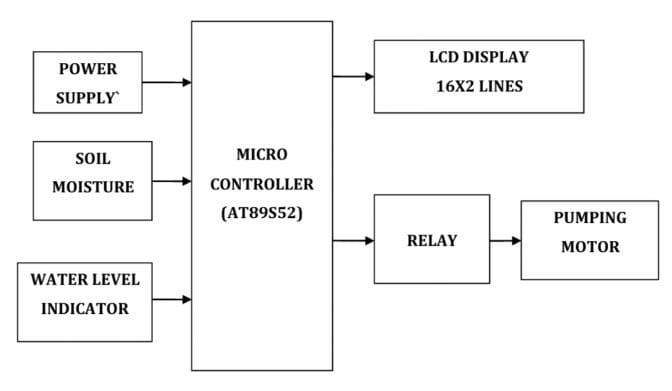 POWER
SUPPLY`
SOIL
MOISTURE
WATER LEVEL
INDICATOR
MICRO
CONTROLLER
(AT89S52)
LCD DISPLAY
16X2 LINES
RELAY
PUMPING
MOTOR